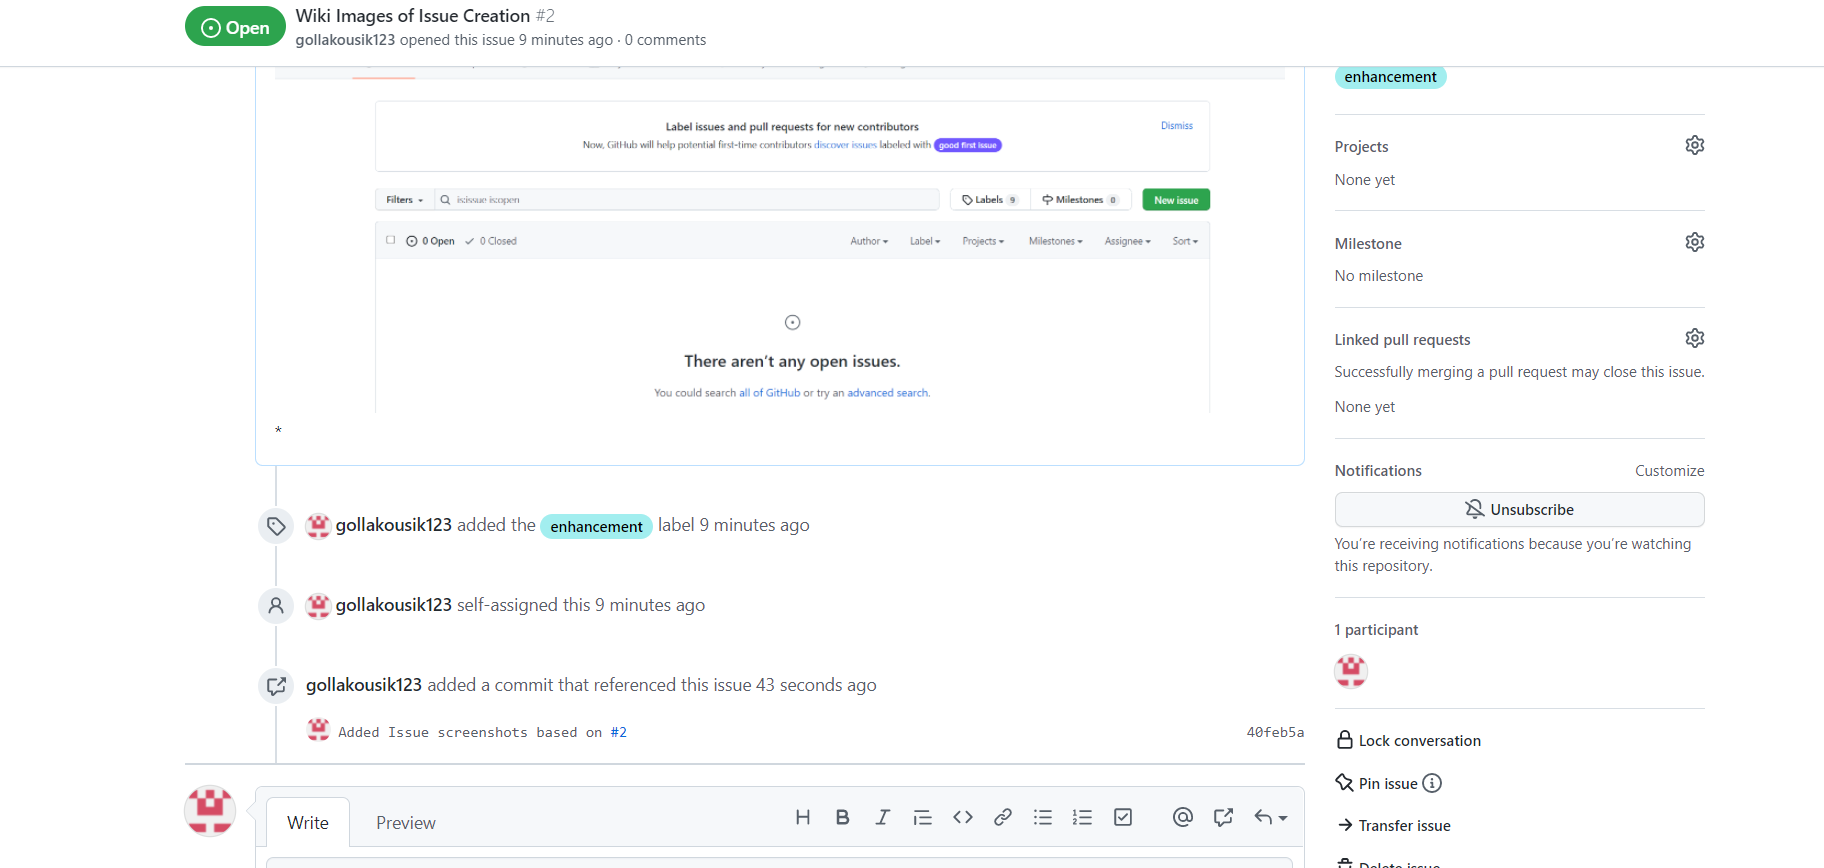 Open
Wiki Images of Issue Creation #2
gollakousik123 opened this issue 9 minutes ago · 0 comments
Label issues and pull requests for new contributors
Dismiss
Now, GitHub will help potential first-time contributors discover issues labeled with good first issue
Filters
is:issue is:open
Labels 9
Milestones 0
New issue
0 Open
0 Closed
Author
Label
Projects
Milestones
Assignee
Sort
There aren't any open issues.
You could search all of GitHub or try an advanced search.
*
gollakousik123 added the enhancement label 9 minutes ago
gollakousik123 self-assigned this 9 minutes ago
gollakousik123 added a commit that referenced this issue 43 seconds ago
Added Issue screenshots based on #2
40feb5a
Write
Preview
enhancement
Projects
None yet
Milestone
No milestone
Linked pull requests
Successfully merging a pull request may close this issue.
None yet
Notifications
Customize
Unsubscribe
You're receiving notifications because you're watching
this repository.
1 participant
Lock conversation
Pin issue
Transfer issue
Delete issue